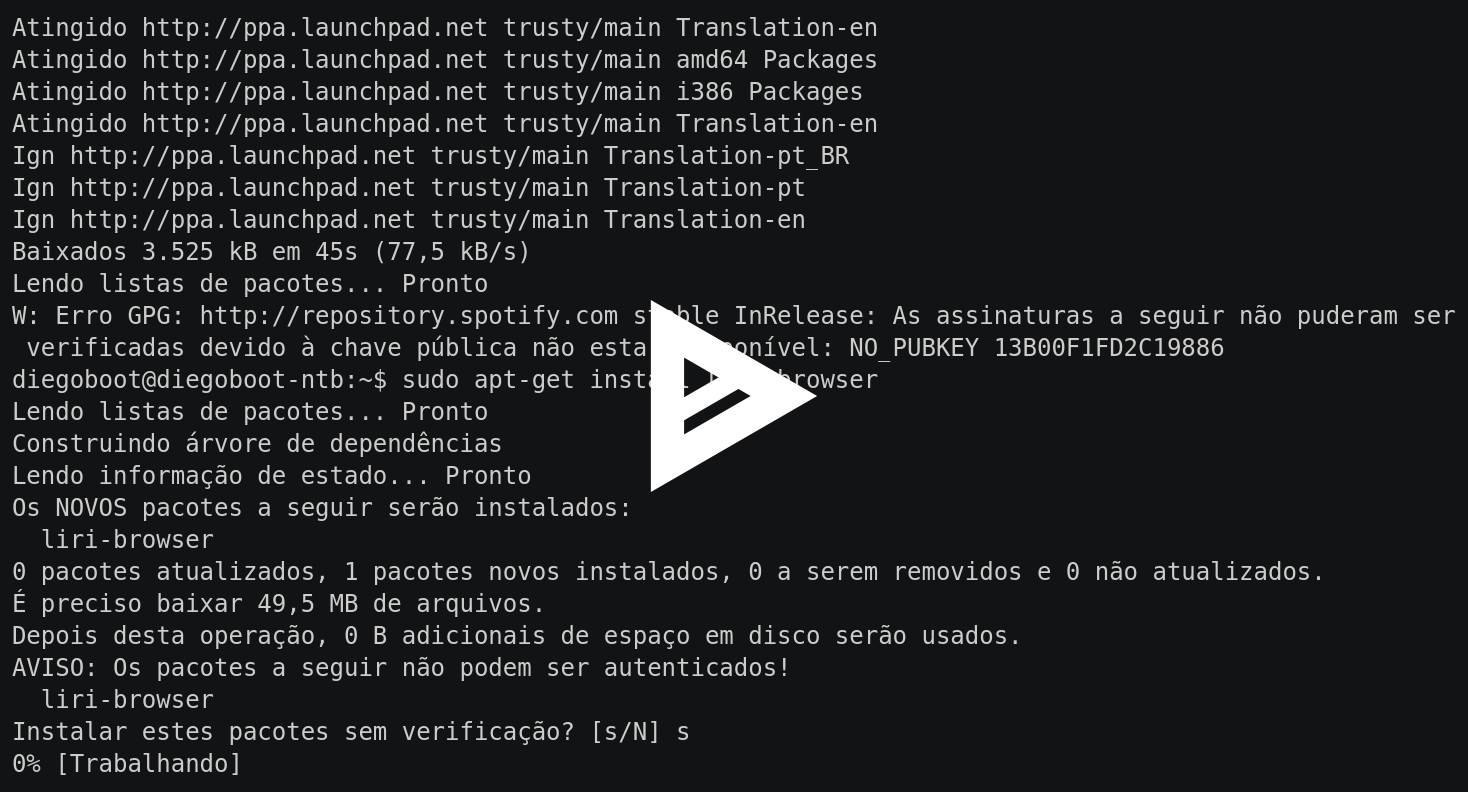 Atingido http://ppa.launchpad.net trusty/main Translation-en
Atingido http://ppa.launchpad.net trusty/main amd64 Packages
Atingido http://ppa.launchpad.net trusty/main i386 Packages
Atingido http://ppa.launchpad.net trusty/main Translation-en
Ign http://ppa.launchpad.net trusty/main Translation-pt_BR
Ign http://ppa.launchpad.net trusty/main Translation-pt
Ign http://ppa.launchpad.net trusty/main Translation-en
Baixados 3.525 kB em 45s (77,5 kB/s)
Lendo listas de pacotes... Pronto
W: Erro GPG: http://repository.spotify.com stable InRelease: As assinaturas a seguir não puderam ser
verificadas devido à chave pública não estar disponível: NO_PUBKEY 13B00F1FD2C19886
diegoboot@diegoboot-ntb:~$ sudo apt-get install liri-browser
Lendo listas de pacotes... Pronto
Construindo árvore de dependências
Lendo informação de estado... Pronto
Os NOVOS pacotes a seguir serão instalados:
liri-browser
0 pacotes atualizados, 1 pacotes novos instalados, 0 a serem removidos e 0 não atualizados.
É preciso baixar 49,5 MB de arquivos.
Depois desta operação, 0 B adicionais de espaço em disco serão usados.
AVISO: Os pacotes a seguir não podem ser autenticados!
liri-browser
Instalar estes pacotes sem verificação? [s/N] s
0% [Trabalhando]